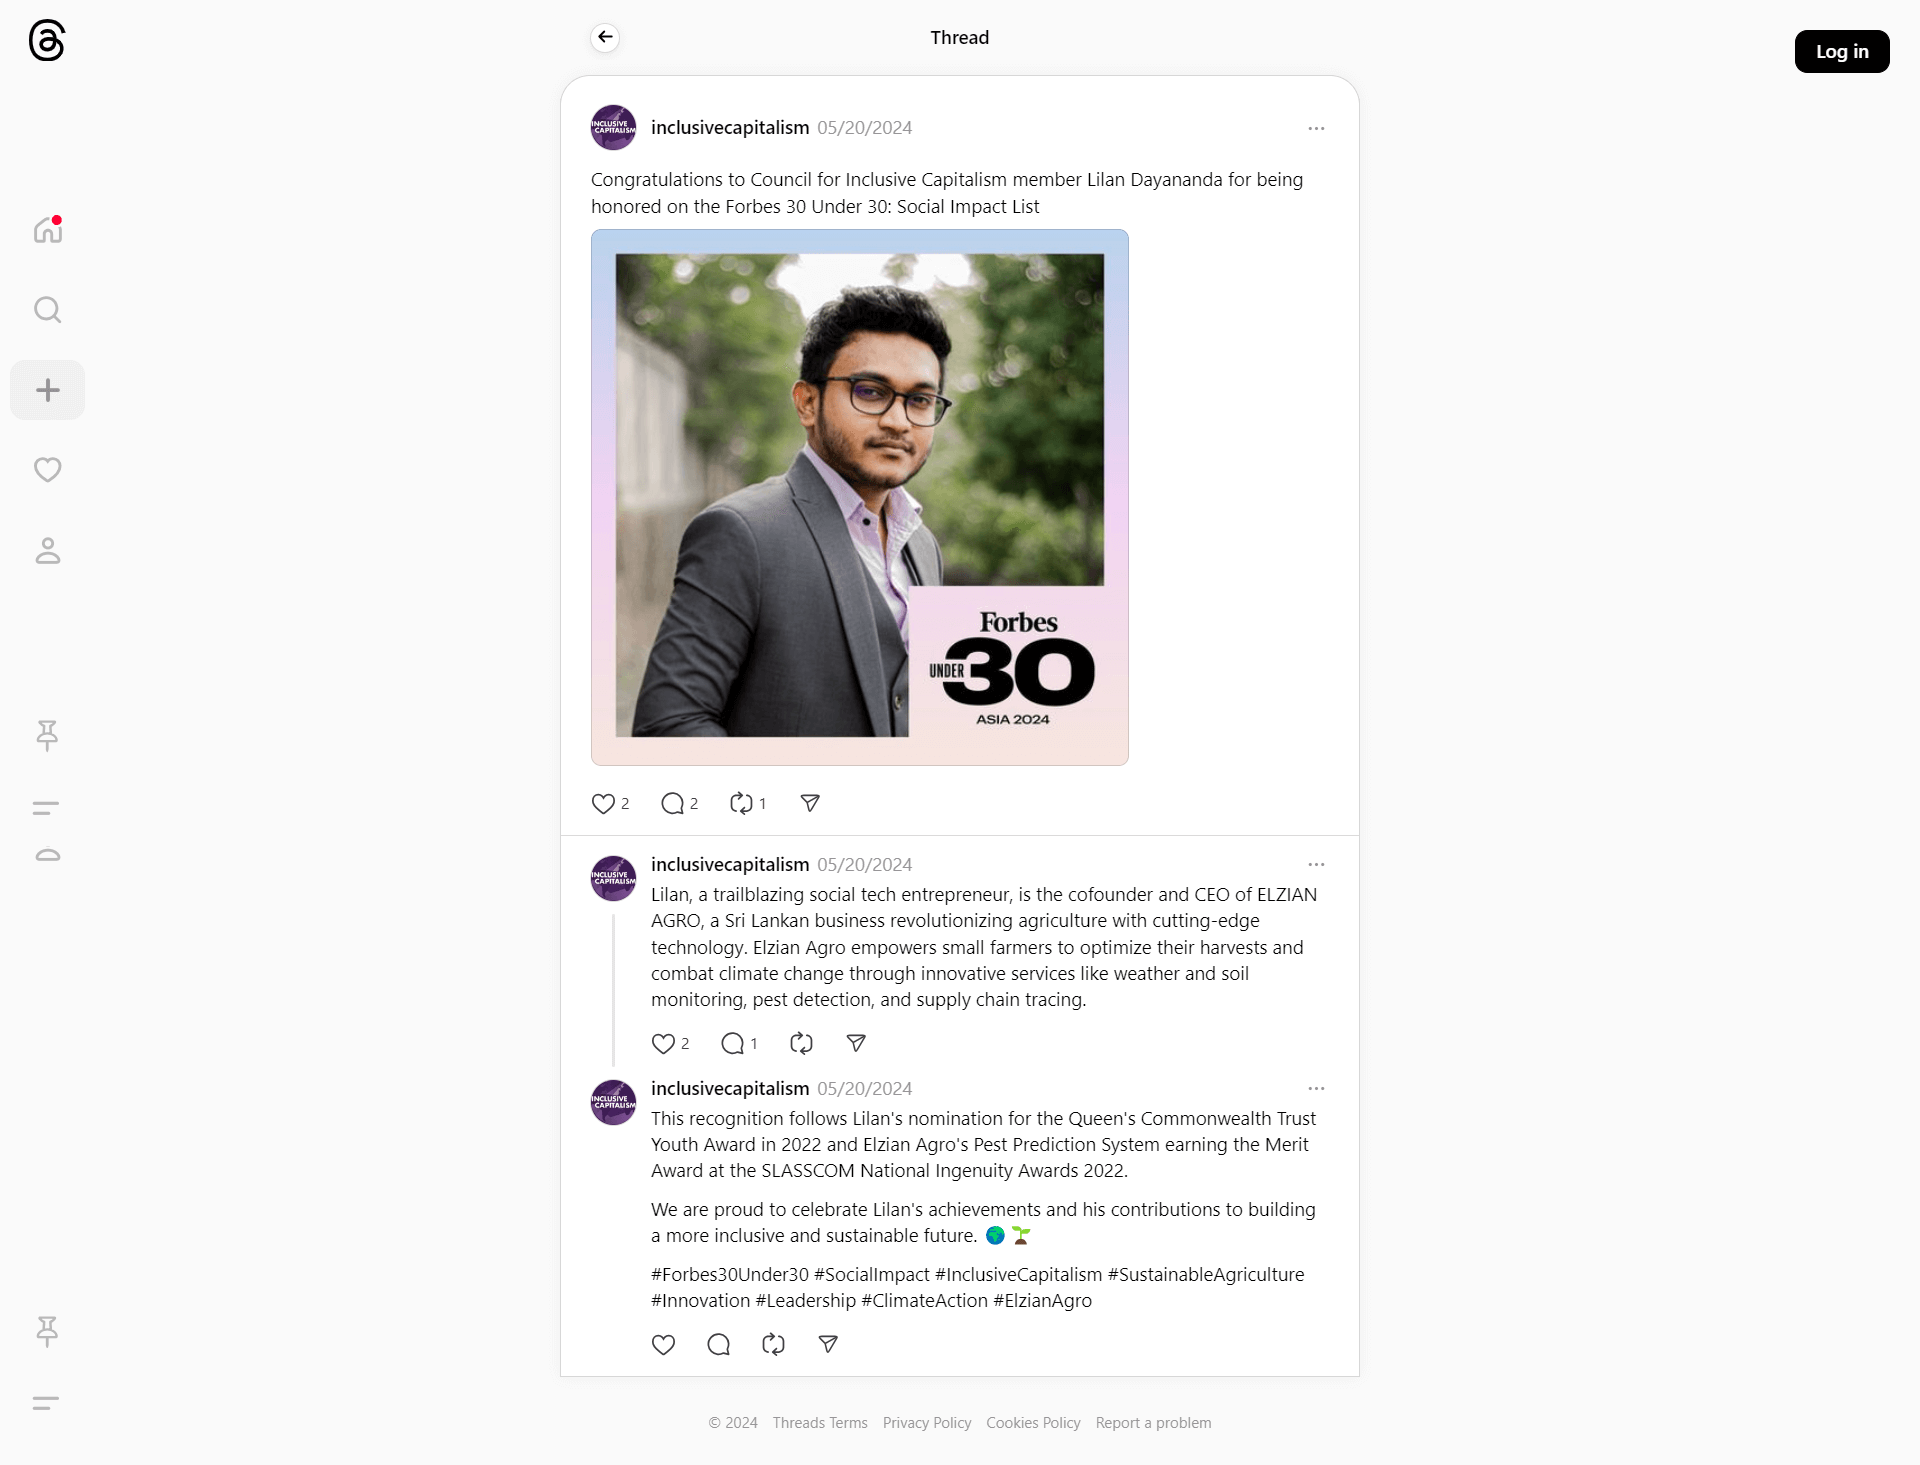 Thread
Log in
INCLUSIVE
CAPITALISM
inclusivecapitalism 05/20/2024
Congratulations to Council for Inclusive Capitalism member Lilan Dayananda for being
honored on the Forbes 30 Under 30: Social Impact List
Forbes
UNDER 30
ASIA 2024
2 2 1
INCLUSIVE
CAPITALISM
inclusivecapitalism 05/20/2024
Lilan, a trailblazing social tech entrepreneur, is the cofounder and CEO of ELZIAN
AGRO, a Sri Lankan business revolutionizing agriculture with cutting-edge
technology. Elzian Agro empowers small farmers to optimize their harvests and
combat climate change through innovative services like weather and soil
monitoring, pest detection, and supply chain tracing.
2 1
INCLUSIVE
CAPITALISM
inclusivecapitalism 05/20/2024
This recognition follows Lilan's nomination for the Queen's Commonwealth Trust
Youth Award in 2022 and Elzian Agro's Pest Prediction System earning the Merit
Award at the SLASSCOM National Ingenuity Awards 2022.
We are proud to celebrate Lilan's achievements and his contributions to building
a more inclusive and sustainable future. 🌍 🌱
#Forbes30Under30 #SocialImpact #InclusiveCapitalism #SustainableAgriculture
#Innovation #Leadership #ClimateAction #ElzianAgro
© 2024 Threads Terms Privacy Policy Cookies Policy Report a problem